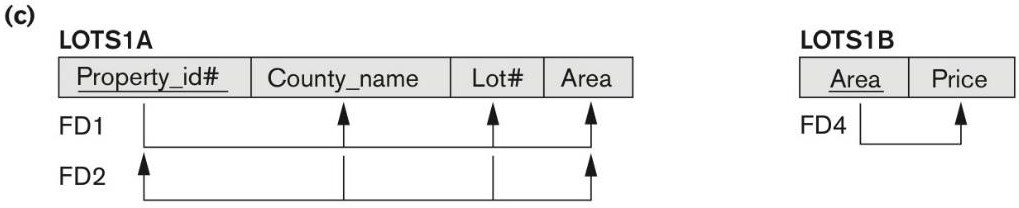 (c)
LOTS1A
Property_id# County_name Lot# Area
FD1
FD2
LOTS1B
Area Price
FD4